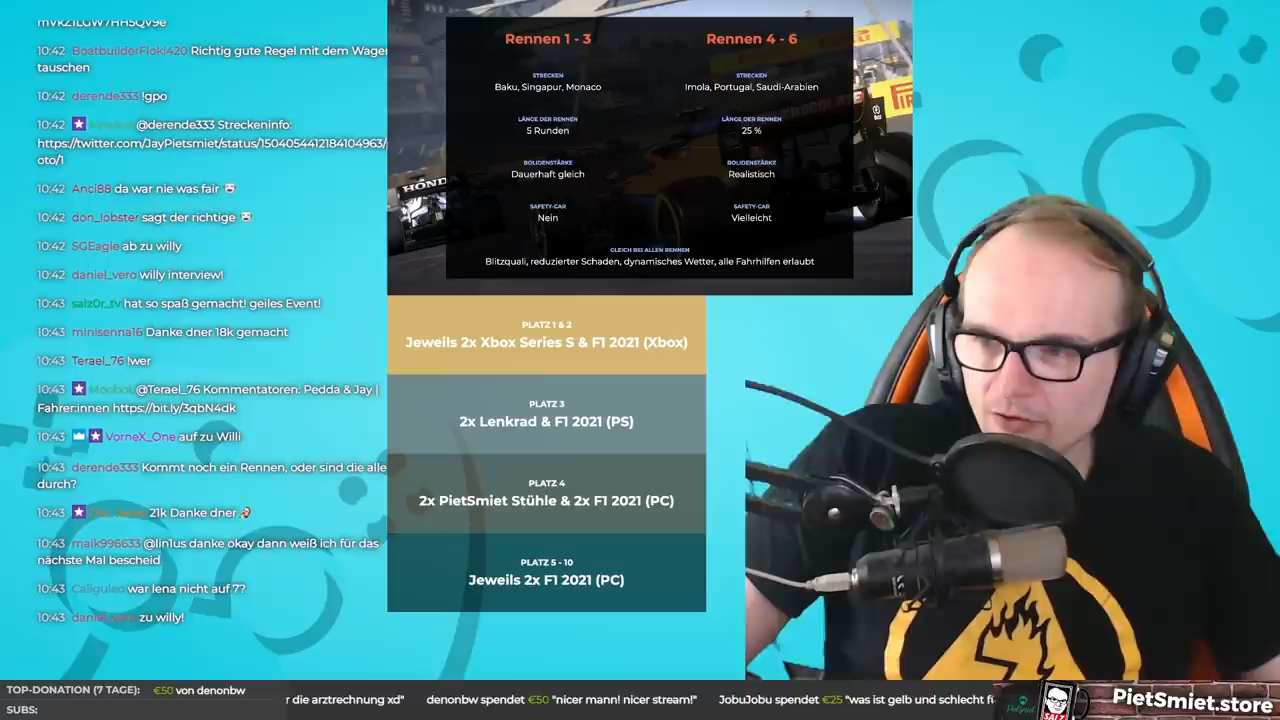 mVkZ1LGW7HHSQV9e
10:42 BoatbuilderFloki420 Richtig gute Regel mit dem Wagen
tauschen
10:42 derende333 !gpo
10:42 @derende333 Streckeninfo:
https://twitter.com/JayPietsmiet/status/1504054412184104963/
oto/1
10:42 Anci88 da war nie was fair
10:42 don_lobster sagt der richtige
10:42 SGEagle ab zu willy
10:42 daniel_vero willy interview!
10:43 salz0r_tv hat so spaß gemacht! geiles Event!
10:43 minisenna16 Danke dner 18k gemacht
10:43 Terael_76 !wer
10:43 Moobot @Terael_76 Kommentatoren: Pedda & Jay |
Fahrer:innen https://bit.ly/3qbN4dk
10:43 VorneX_One auf zu Willi
10:43 derende333 Kommt noch ein Rennen, oder sind die alle
durch?
10:43 21k Danke dner
10:43 maik996633 @lin1us danke okay dann weiß ich für das
nächste Mal bescheid
10:43 Caliguleo war lena nicht auf 7?
10:43 daniel_vero zu willy!
Rennen 1 - 3
STRECKEN
Baku, Singapur, Monaco
LÄNGE DER RENNEN
5 Runden
BOLIDENSTÄRKE
Dauerhaft gleich
SAFETY-CAR
Nein
Rennen 4 - 6
STRECKEN
Imola, Portugal, Saudi-Arabien
LÄNGE DER RENNEN
25 %
BOLIDENSTÄRKE
Realistisch
SAFETY-CAR
Vielleicht
GLEICH BEI ALLEN RENNEN
Blitzquali, reduzierter Schaden, dynamisches Wetter, alle Fahrhilfen erlaubt
HOND
PLATZ 1 & 2
Jeweils 2x Xbox Series S & F1 2021 (Xbox)
PLATZ 3
2x Lenkrad & F1 2021 (PS)
PLATZ 4
2x PietSmiet Stühle & 2x F1 2021 (PC)
PLATZ 5 - 10
Jeweils 2x F1 2021 (PC)
TOP-DONATION (7 TAGE): €50 von denonbw
SUBS:
r die arztrechnung xd" denonbw spendet €50 "nicer mann! nicer stream!" JobuJobu spendet €25 "was ist gelb und schlecht f
SALZ
PietSmiet.store